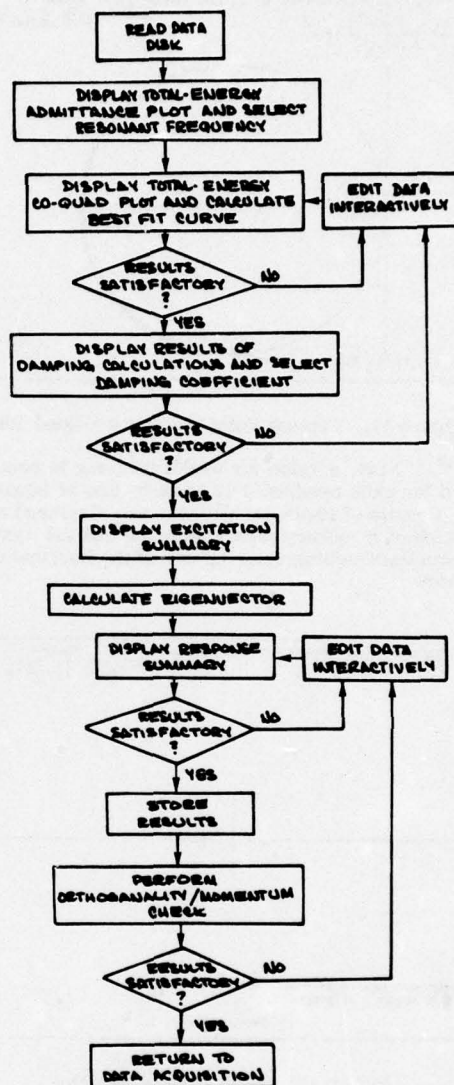 READ DATA
DISK
DISPLAY TOTAL-ENERGY
ADMITTANCE PLOT AND SELECT
RESONANT FREQUENCY
DISPLAY TOTAL-ENERGY
CO-QUAD PLOT AND CALCULATE
BEST FIT CURVE
EDIT DATA
INTERACTIVELY
RESULTS
SATISFACTORY
?
NO
YES
DISPLAY RESULTS OF
DAMPING CALCULATIONS AND SELECT
DAMPING COEFFICIENT
RESULTS
SATISFACTORY
?
NO
YES
DISPLAY EXCITATION
SUMMARY
CALCULATE EIGENVECTOR
DISPLAY RESPONSE
SUMMARY
EDIT DATA
INTERACTIVELY
RESULTS
SATISFACTORY
?
NO
YES
STORE
RESULTS
PERFORM
ORTHOGANALITY/MOMENTUM
CHECK
RESULTS
SATISFACTORY
?
NO
YES
RETURN TO
DATA ACQUISITION